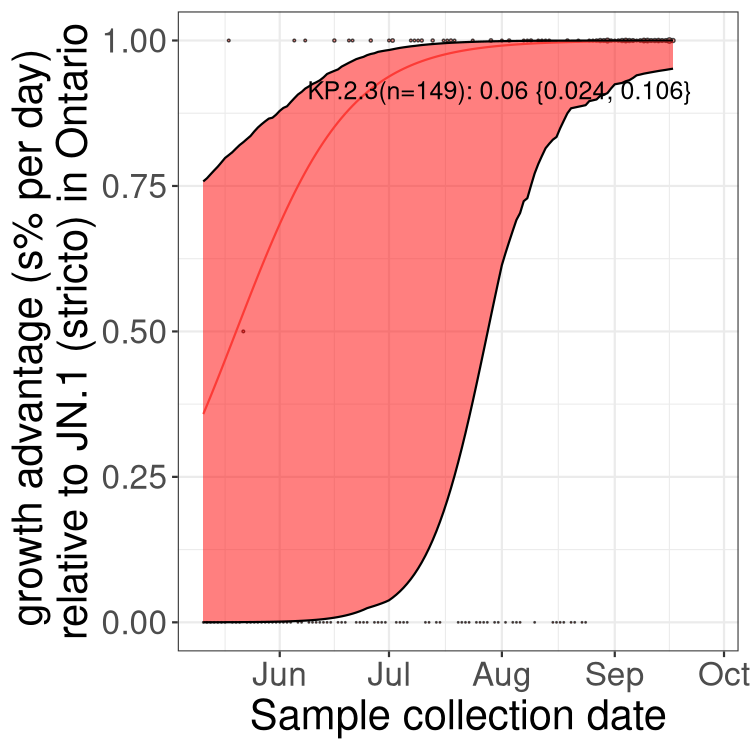 growth advantage (s% per day)
relative to JN.1 (stricto) in Ontario
1.00
0.75
0.50
0.25
0.00
KP.2.3(n=149): 0.06 {0.024, 0.106}
Jun Jul Aug Sep Oct
Sample collection date